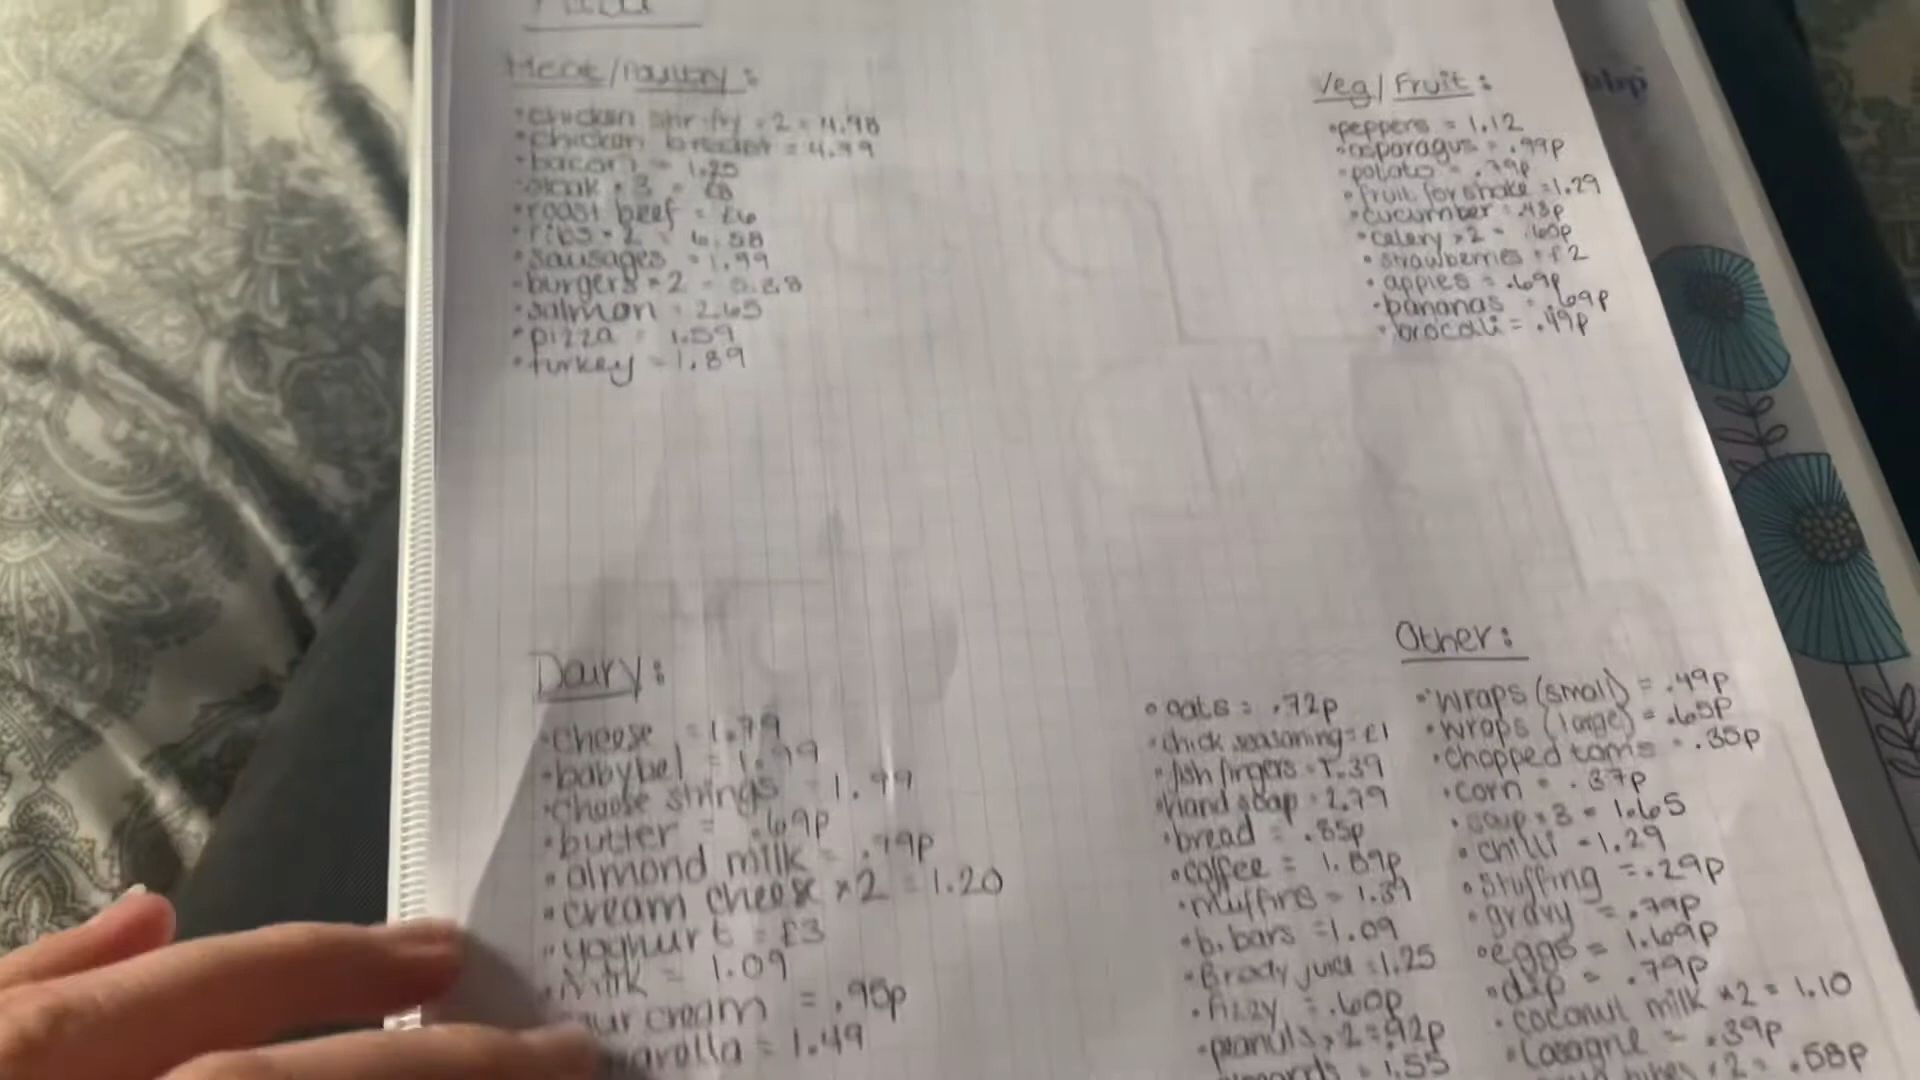 Meat/Poultry:
•chicken stir-fry × 2 = 4.98
•chicken breast = 4.99
•bacon = 1.25
•steak × 3 = £8
•roast beef = £6
•ribs × 2 = 6.58
•sausages = 1.99
•burgers × 2
•salmon = 2.65
•pizza = 1.59
•turkey = 1.89
Veg/Fruit:
•peppers = 1.12
•asparagus = .99p
•potato = .79p
•fruit for shake = 1.29
•cucumber = .43p
•celery × 2 = .60p
•strawberries = £2
•apples = .69p
•bananas = .69p
•brocolli = .49p
Dairy:
•cheese = 1.79
•babybel = 1.99
•cheese strings = 1.99
•butter = .69p
•almond milk = .79p
•cream cheese ×2 = 1.20
•yoghurt = £3
•Milk = 1.09
cream = .95p
= 1.49
Other:
•oats = .72p
•chick seasoning = £1
•fish fingers = 1.39
•hand soap = 2.79
•bread = .85p
•coffee = 1.89p
•muffins = 1.39
•b. bars = 1.09
•Brody juice = 1.25
•fizzy = .60p
•peanuts × 2 = .92p
= 1.55
•wraps (small) = .49p
•wraps (large) = .65p
•chopped toms = .35p
•corn = .37p
•soup × 3 = 1.65
•chilli = 1.29
•stuffing = .29p
•gravy = .79p
•eggs = 1.69p
•dip = .79p
•coconut milk ×2 = 1.10
•lasagne = .39p
× 2 = .58p